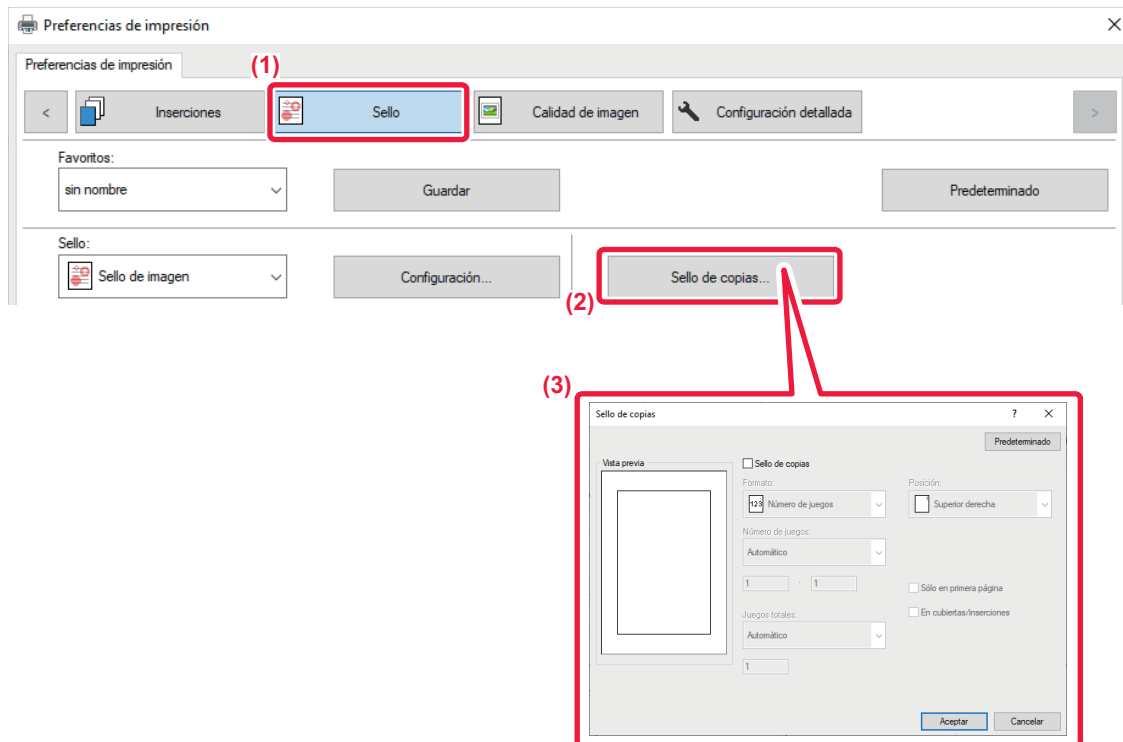 Preferencias de impresión
Preferencias de impresión
(1)
< Inserciones Sello Calidad de imagen Configuración detallada >
Favoritos:
sin nombre Guardar Predeterminado
Sello:
Sello de imagen Configuración... Sello de copias...
(2)
(3)
Sello de copias ?
Predeterminado
Vista previa Sello de copias
Formato: Posición:
123 Número de juegos Superior derecha
Número de juegos:
Automático
1 - 1
Sólo en primera página
En cubiertas/inserciones
Juegos totales:
Automático
1
Aceptar Cancelar